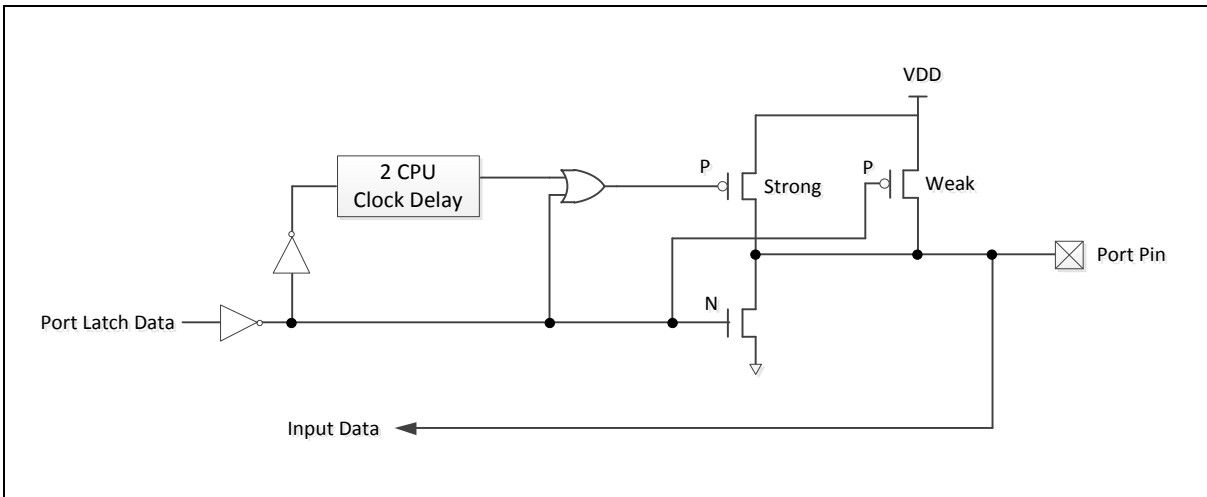 VDD
2 CPU
Clock Delay
P
Strong
P
Weak
Port Pin
N
Port Latch Data
Input Data